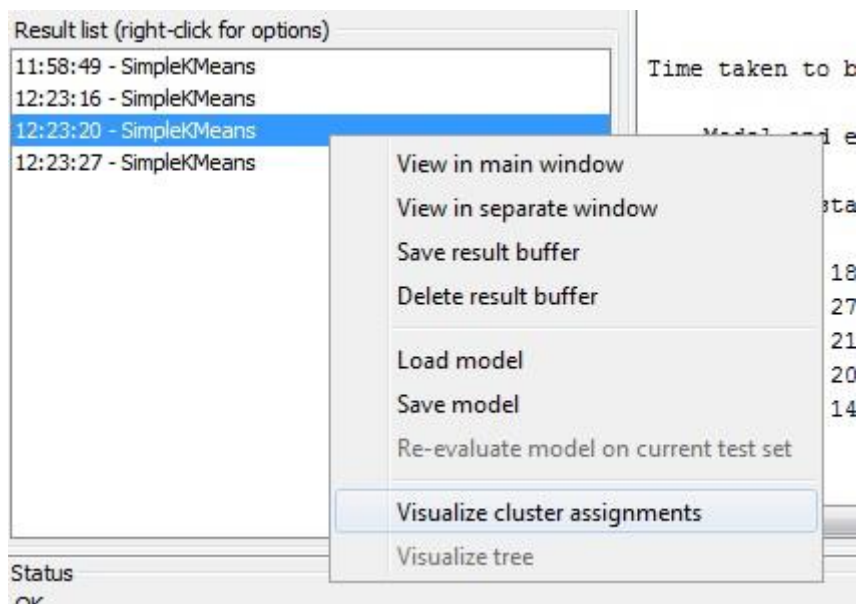 Result list (right-click for options)
11:58:49 - SimpleKMeans
12:23:16 - SimpleKMeans
12:23:20 - SimpleKMeans
12:23:27 - SimpleKMeans
Time taken to b
View in main window
View in separate window
Save result buffer
Delete result buffer
Load model
Save model
Re-evaluate model on current test set
Visualize cluster assignments
Visualize tree
sta
18
27
21
20
14
Status